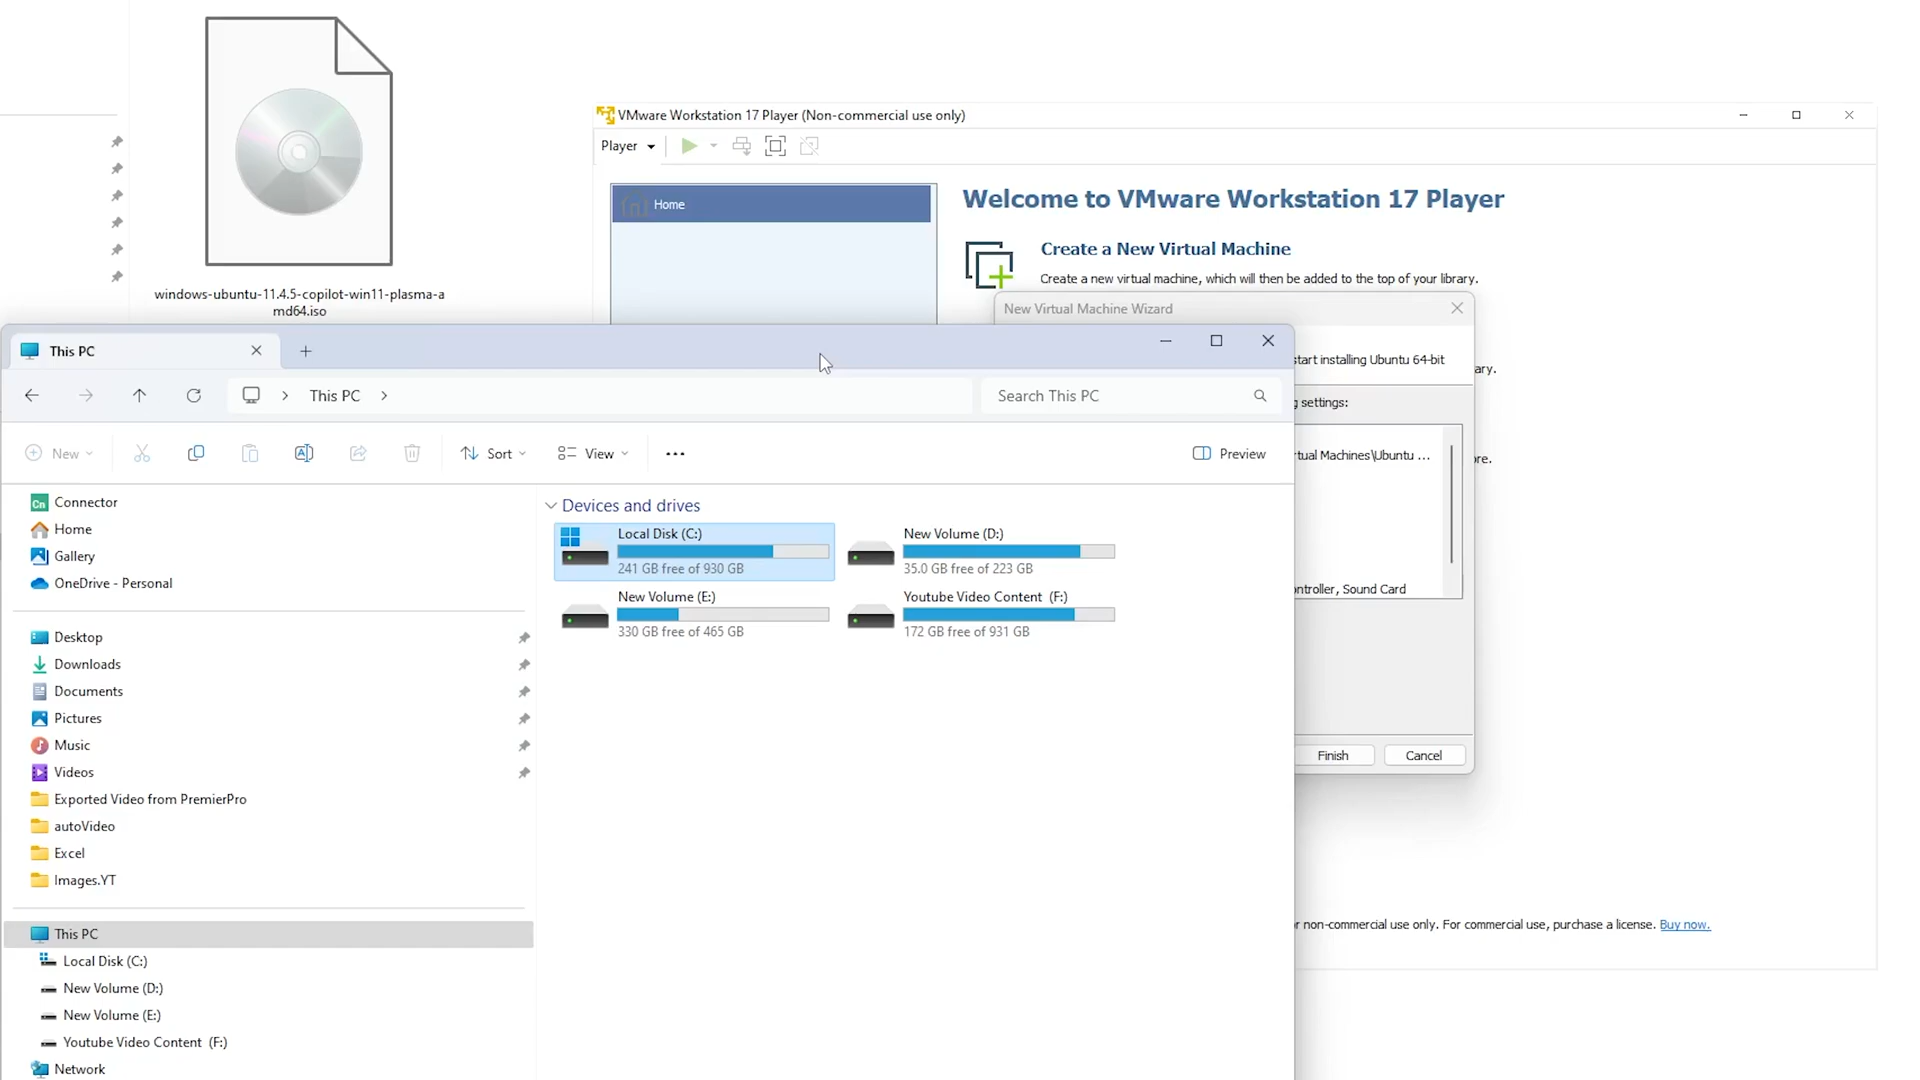 windows-ubuntu-11.4.5-copilot-win11-plasma-a
md64.iso
VMware Workstation 17 Player (Non-commercial use only)
Player
Home
Welcome to VMware Workstation 17 Player
Create a New Virtual Machine
Create a new virtual machine, which will then be added to the top of your library.
New Virtual Machine Wizard
start installing Ubuntu 64-bit
ary.
g settings:
rtual Machines\Ubuntu ...
re.
ontroller, Sound Card
Finish
Cancel
r non-commercial use only. For commercial use, purchase a license. Buy now.
This PC
This PC
Search This PC
New
Sort
View
Preview
Connector
Home
Gallery
OneDrive - Personal
Desktop
Downloads
Documents
Pictures
Music
Videos
Exported Video from PremierPro
autoVideo
Excel
Images.YT
This PC
Local Disk (C:)
New Volume (D:)
New Volume (E:)
Youtube Video Content (F:)
Network
Devices and drives
Local Disk (C:)
241 GB free of 930 GB
New Volume (D:)
35.0 GB free of 223 GB
New Volume (E:)
330 GB free of 465 GB
Youtube Video Content (F:)
172 GB free of 931 GB